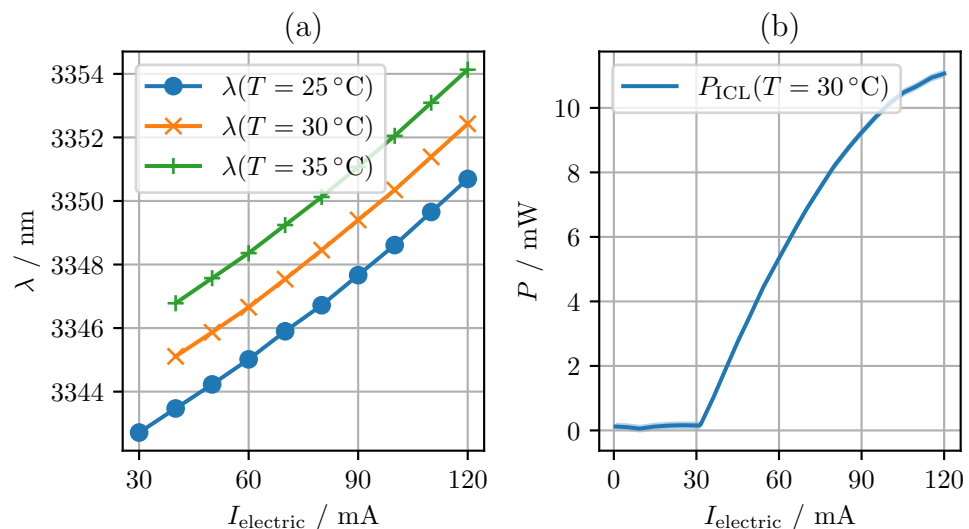 (a)
λ(T = 25 °C)
λ(T = 30 °C)
λ(T = 35 °C)
3354
3352
3350
3348
3346
3344
λ / nm
30
60
90
120
I_electric / mA
(b)
P_ICL(T = 30 °C)
10
8
6
4
2
0
P / mW
0
30
60
90
120
I_electric / mA